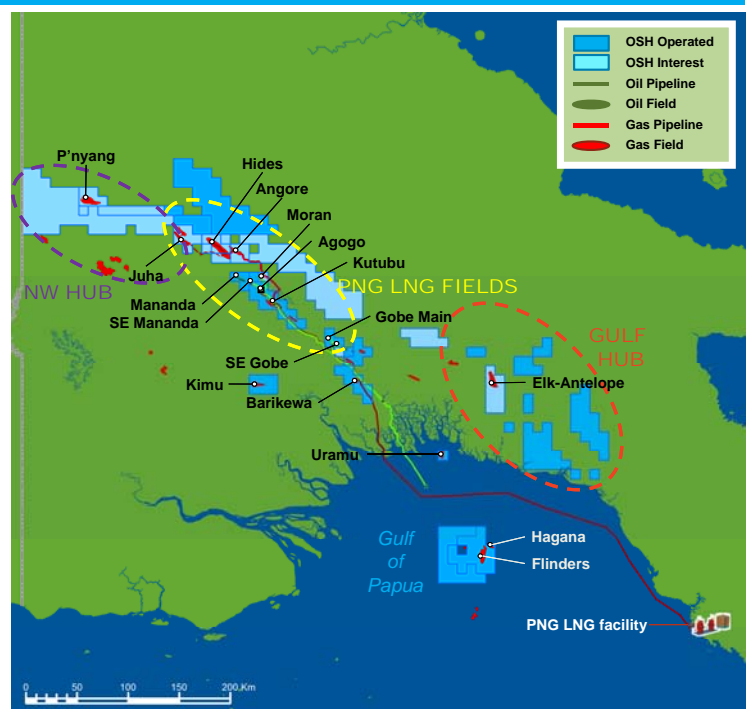 OSH Operated
OSH Interest
Oil Pipeline
Oil Field
Gas Pipeline
Gas Field
P'nyang
Hides
Angore
Moran
Agogo
Kutubu
Juha
NW HUB
PNG LNG FIELDS
Mananda
SE Mananda
Gobe Main
GULF
HUB
SE Gobe
Kimu
Elk-Antelope
Barikewa
Uramu
Gulf
of
Papua
Hagana
Flinders
PNG LNG facility
0 50 100 150 200 Km